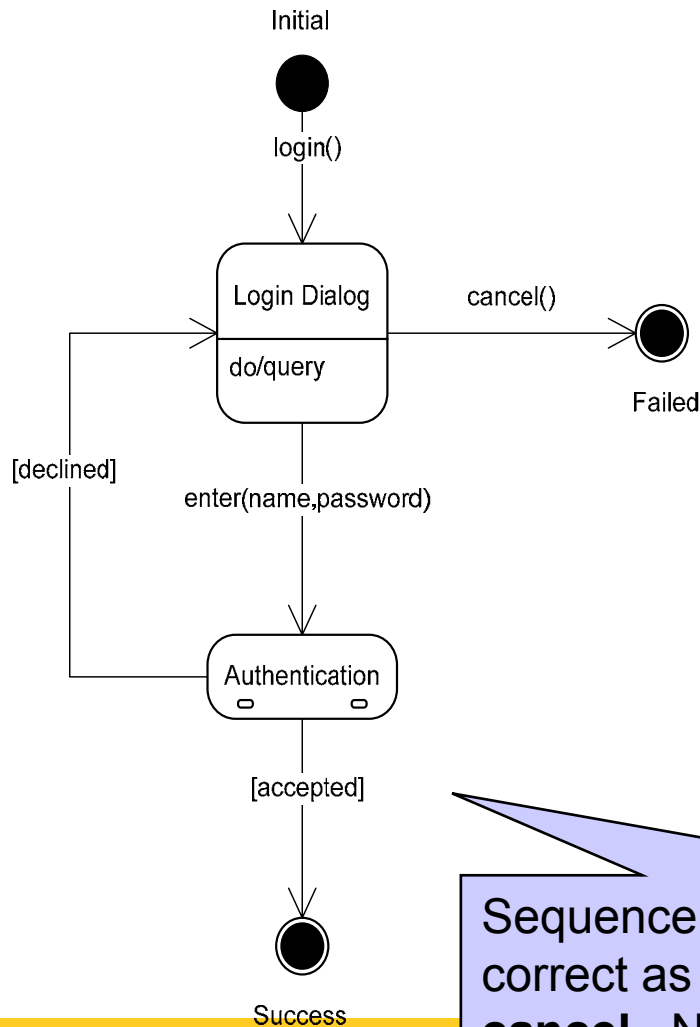 Initial
login()
Login Dialog
cancel()
do/query
Failed
[declined]
enter(name,password)
Authentication
[accepted]
Sequence
correct as
cancel. N
Success